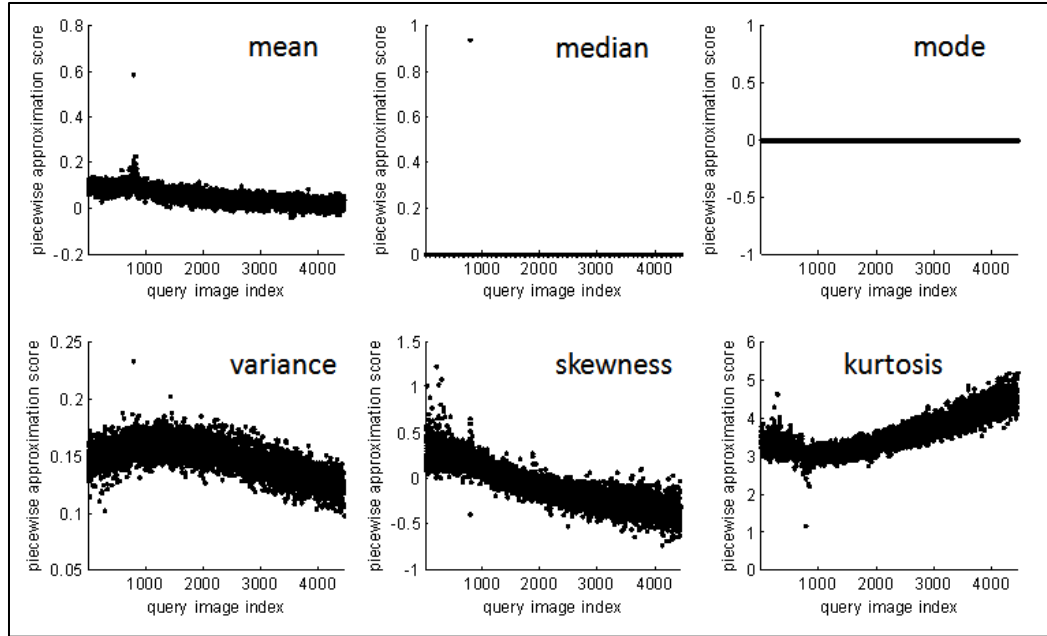 mean
piecewise approximation score
0.8
0.6
0.4
0.2
0
-0.2
1000 2000 3000 4000
query image index
median
piecewise approximation score
1
0.8
0.6
0.4
0.2
0
1000 2000 3000 4000
query image index
mode
piecewise approximation score
1
0.5
0
-0.5
-1
1000 2000 3000 4000
query image index
variance
piecewise approximation score
0.25
0.2
0.15
0.1
0.05
1000 2000 3000 4000
query image index
skewness
piecewise approximation score
1.5
1
0.5
0
-0.5
-1
1000 2000 3000 4000
query image index
kurtosis
piecewise approximation score
6
5
4
3
2
1
0
1000 2000 3000 4000
query image index